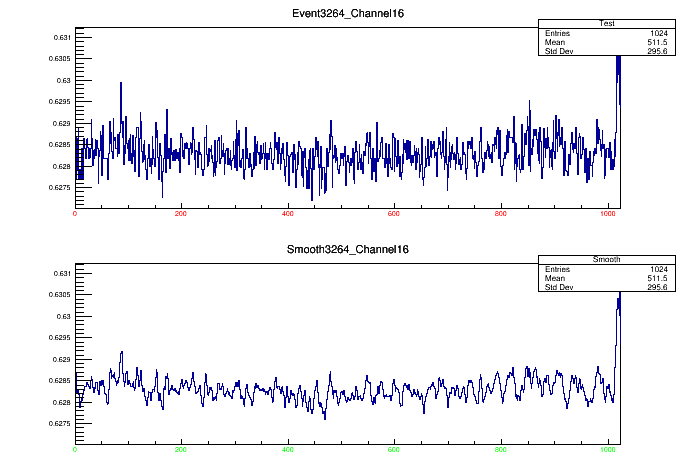 Event3264_Channel16
Test
Entries 1024
Mean 511.5
Std Dev 295.6
0.631
0.6305
0.63
0.6295
0.629
0.6285
0.628
0.6275
0 200 400 600 800 1000
Smooth3264_Channel16
Smooth
Entries 1024
Mean 511.5
Std Dev 295.6
0.631
0.6305
0.63
0.6295
0.629
0.6285
0.628
0.6275
0 200 400 600 800 1000